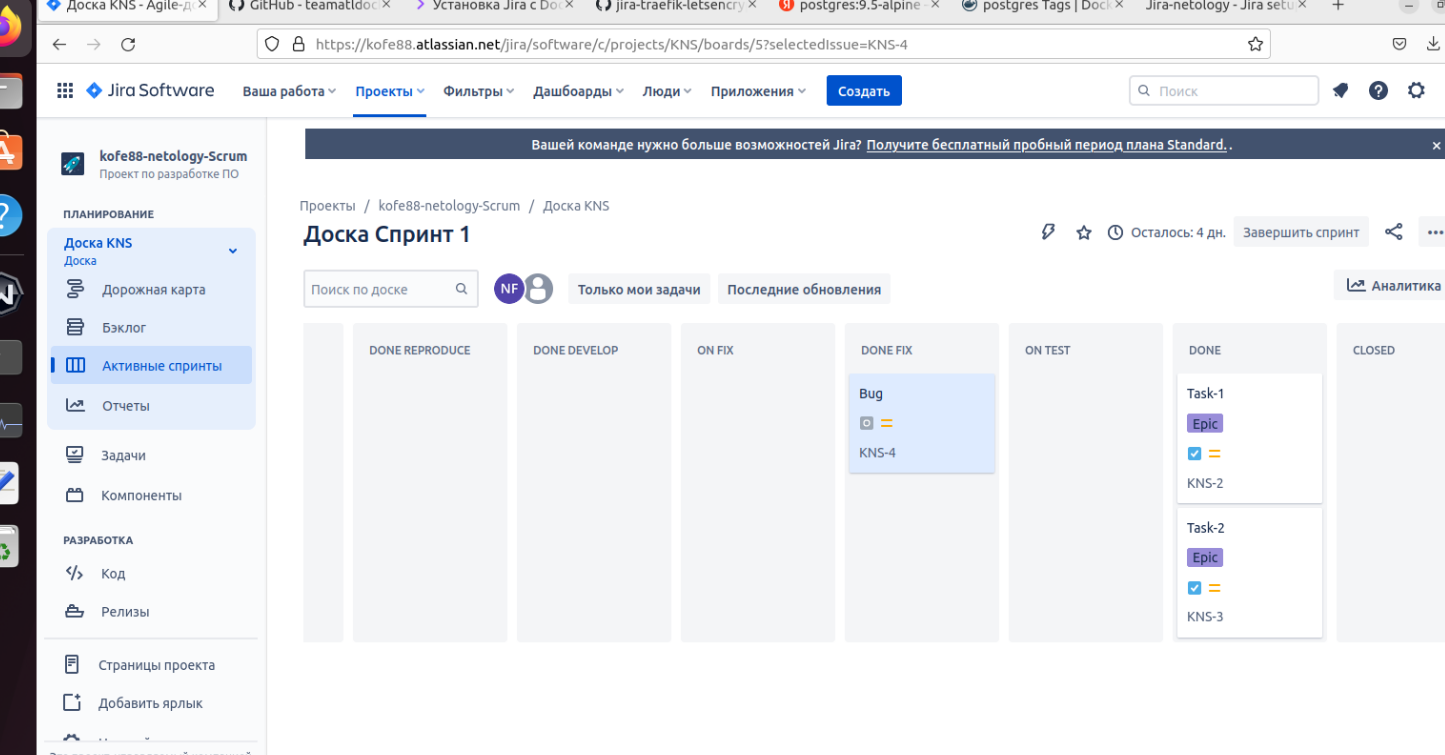 Доска KNS - Agile-до
GitHub - teamatldoc
Установка Jira с Doc
jira-traefik-letsencry
postgres:9.5-alpine -
postgres Tags | Dock
Jira-netology - Jira setu
https://kofe88.atlassian.net/jira/software/c/projects/KNS/boards/5?selectedIssue=KNS-4
Jira Software
Ваша работа
Проекты
Фильтры
Дашбоарды
Люди
Приложения
Создать
Поиск
Вашей команде нужно больше возможностей Jira? Получите бесплатный пробный период плана Standard. .
kofe88-netology-Scrum
Проект по разработке ПО
ПЛАНИРОВАНИЕ
Доска KNS
Доска
Дорожная карта
Бэклог
Активные спринты
Отчеты
Задачи
Компоненты
РАЗРАБОТКА
Код
Релизы
Страницы проекта
Добавить ярлык
Проекты / kofe88-netology-Scrum / Доска KNS
Доска Спринт 1
Осталось: 4 дн.
Завершить спринт
Поиск по доске
NF
Только мои задачи
Последние обновления
Аналитика
DONE REPRODUCE
DONE DEVELOP
ON FIX
DONE FIX
ON TEST
DONE
CLOSED
Bug
KNS-4
Task-1
Epic
KNS-2
Task-2
Epic
KNS-3